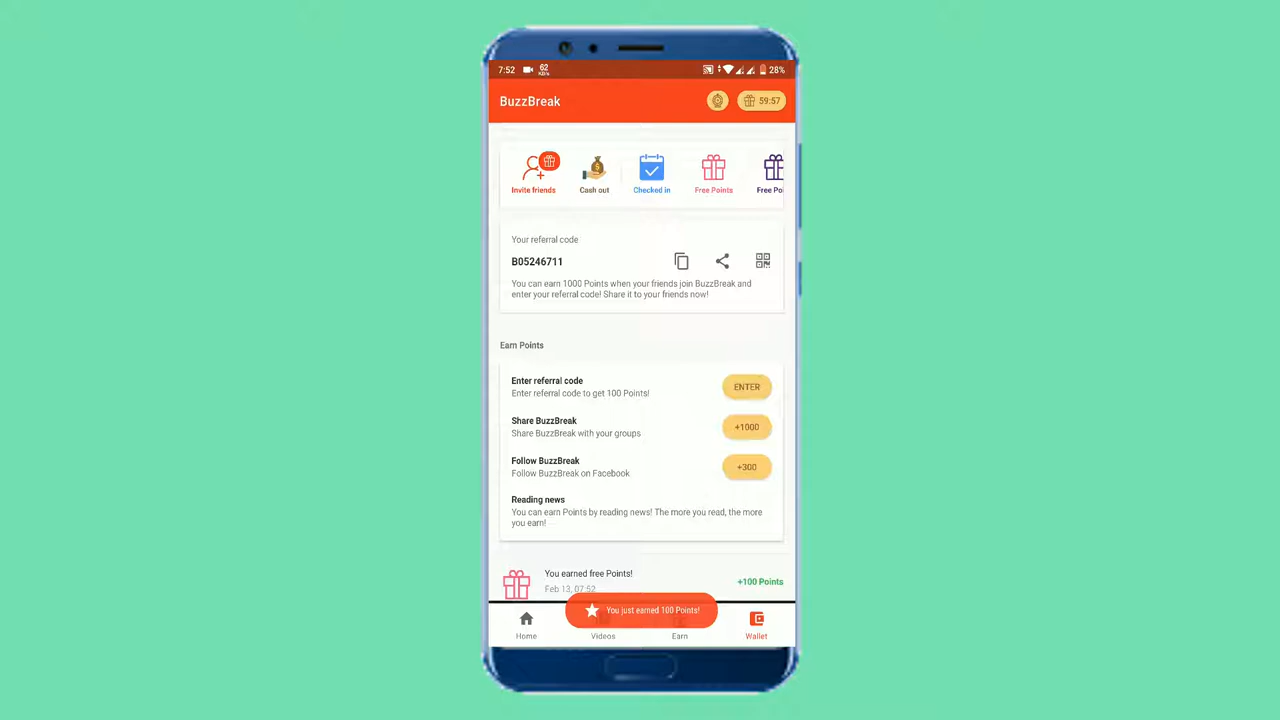 7:52 62 KB/s 28%
BuzzBreak 59:57
Invite friends Cash out Checked in Free Points Free Poi
Your referral code
B05246711
You can earn 1000 Points when your friends join BuzzBreak and
enter your referral code! Share it to your friends now!
Earn Points
Enter referral code
Enter referral code to get 100 Points!
ENTER
Share BuzzBreak
Share BuzzBreak with your groups
+1000
Follow BuzzBreak
Follow BuzzBreak on Facebook
+300
Reading news
You can earn Points by reading news! The more you read, the more
you earn!
You earned free Points!
Feb 13, 07:52
+100 Points
You just earned 100 Points!
Home Videos Earn Wallet